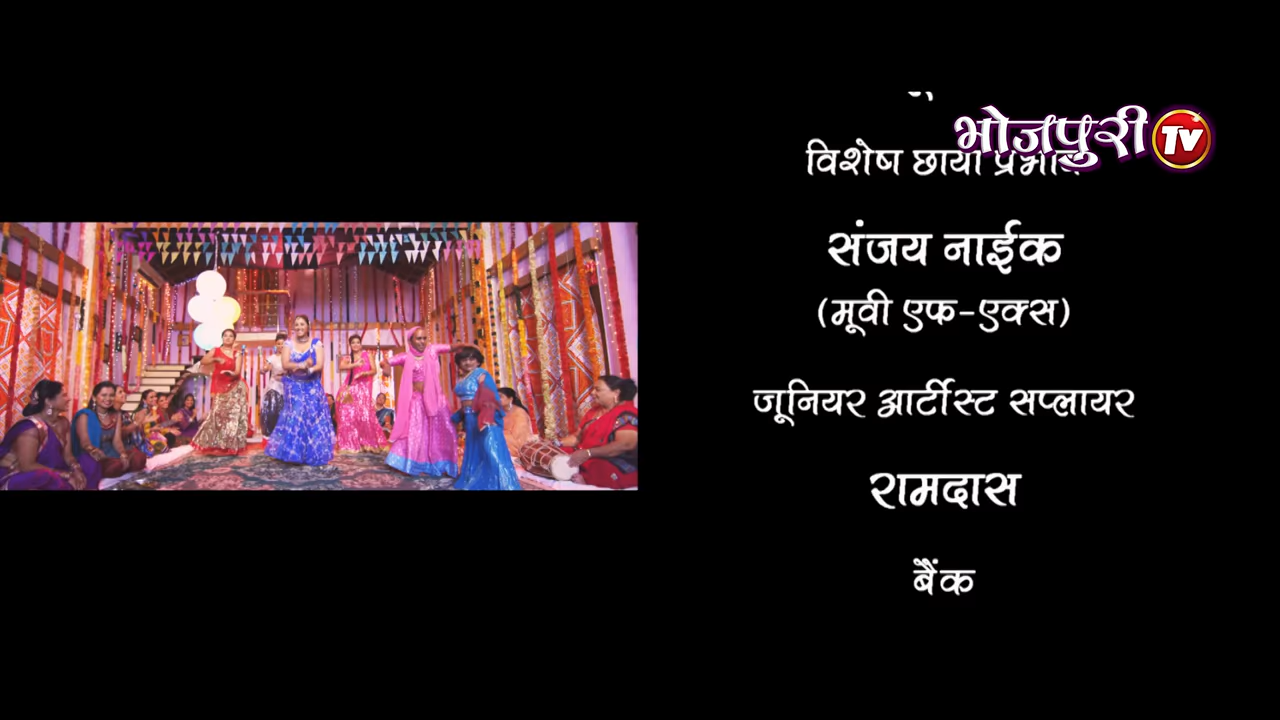 भोजपुरी TV
विशेष छाया
संजय नाईक
(मूवी एफ-एक्स)
जूनियर आर्टीस्ट सप्लायर
रामदास
बैंक